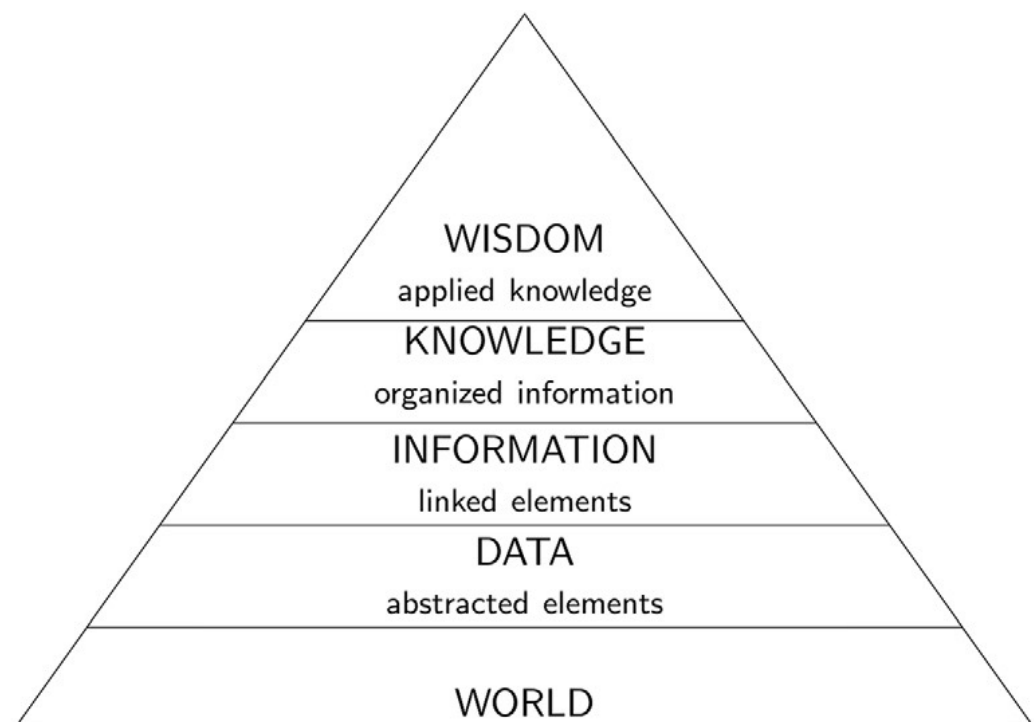 WISDOM
applied knowledge
KNOWLEDGE
organized information
INFORMATION
linked elements
DATA
abstracted elements
WORLD